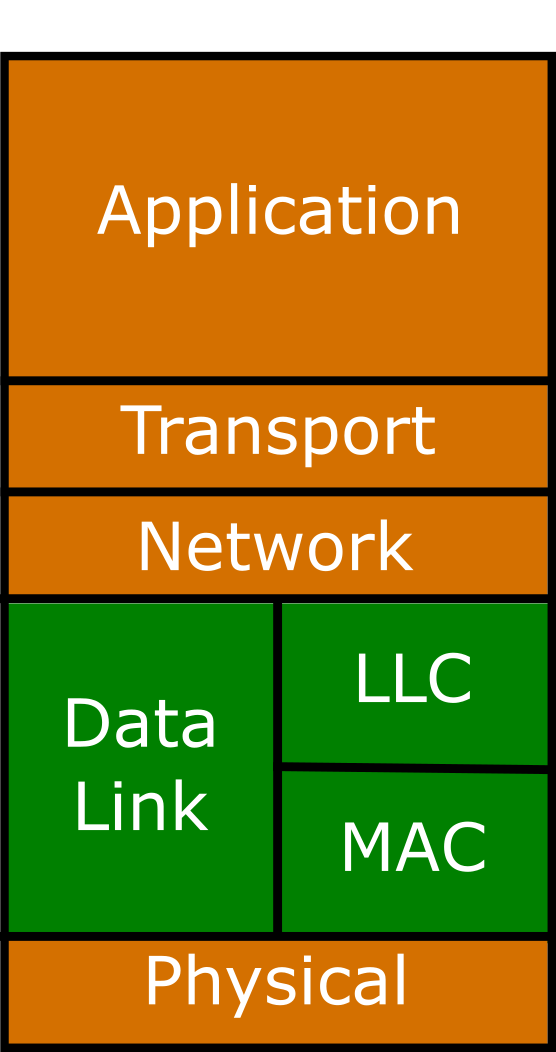 Application
Transport
Network
Data
Link
LLC
MAC
Physical